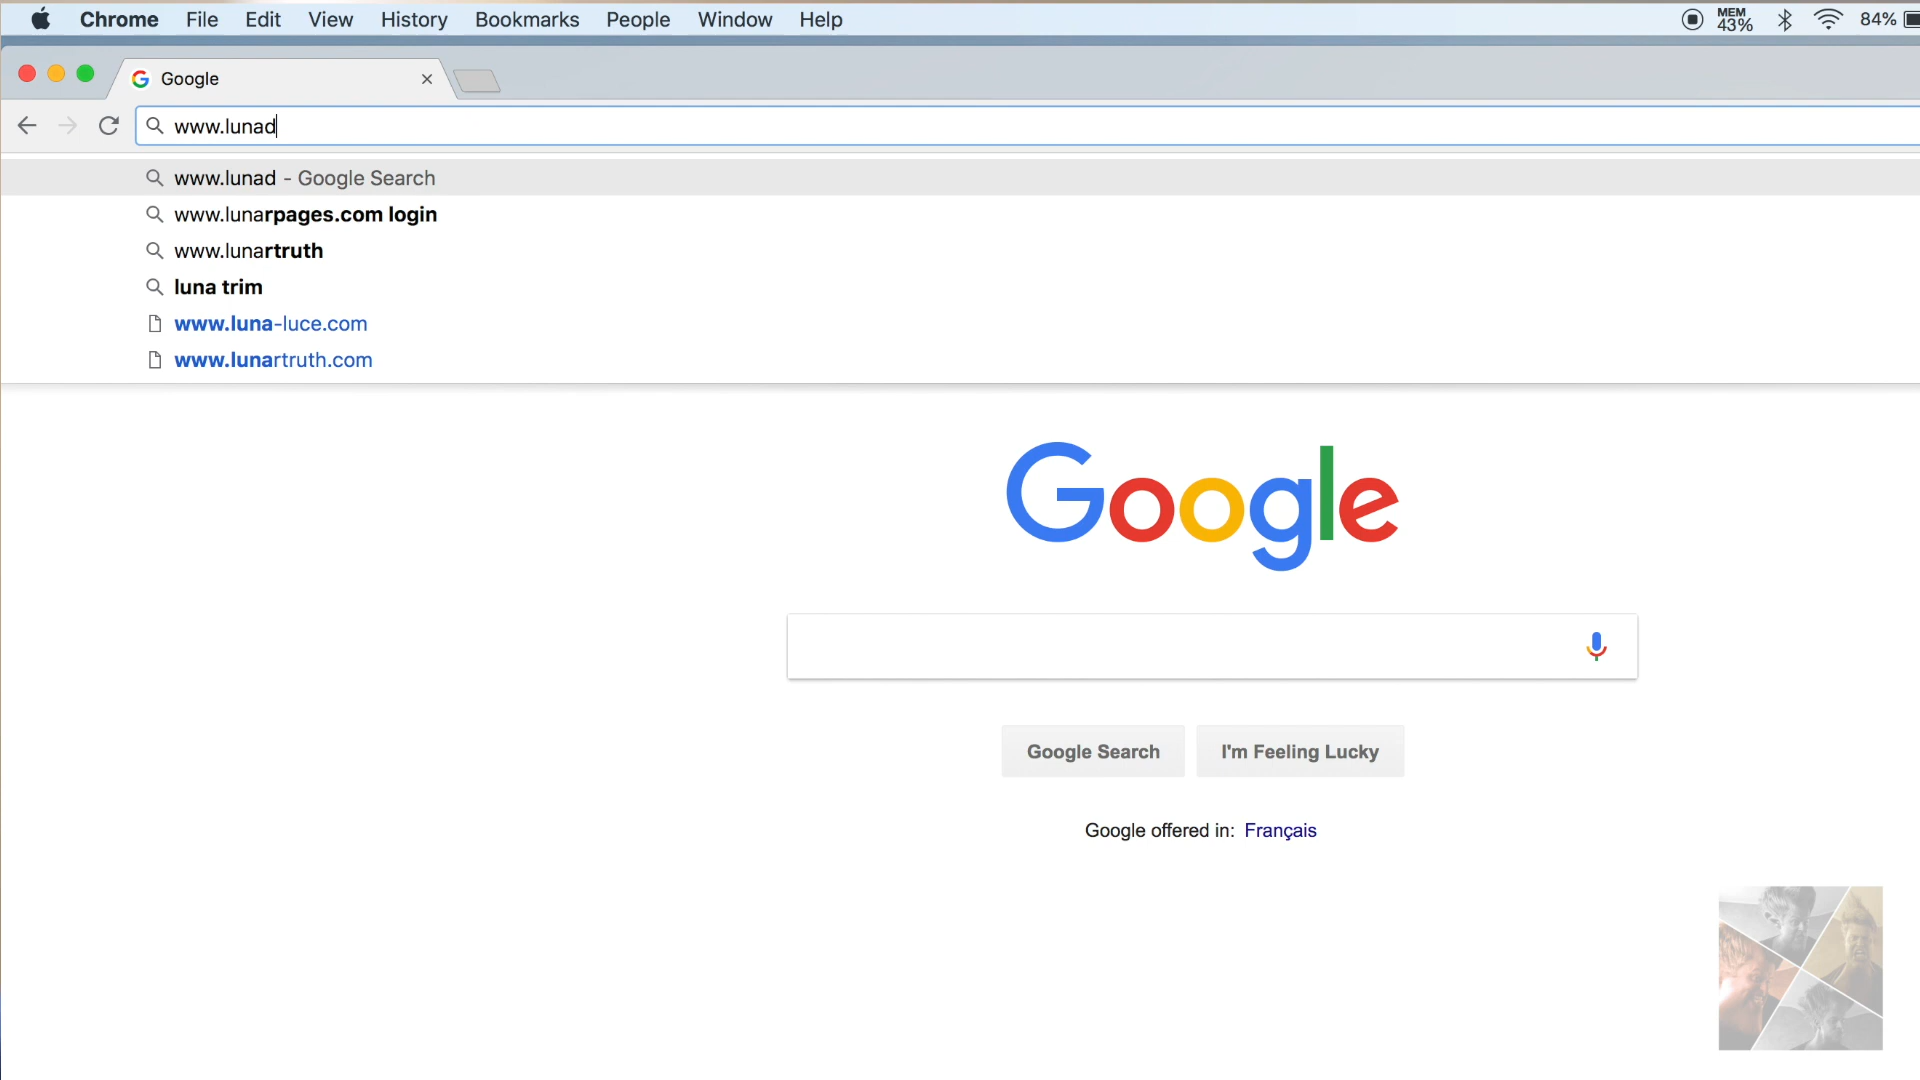 Chrome File Edit View History Bookmarks People Window Help MEM 43% 84%
Google
www.lunad
www.lunad - Google Search
www.lunarpages.com login
www.lunartruth
luna trim
www.luna-luce.com
www.lunartruth.com
Google
Google Search I'm Feeling Lucky
Google offered in: Français